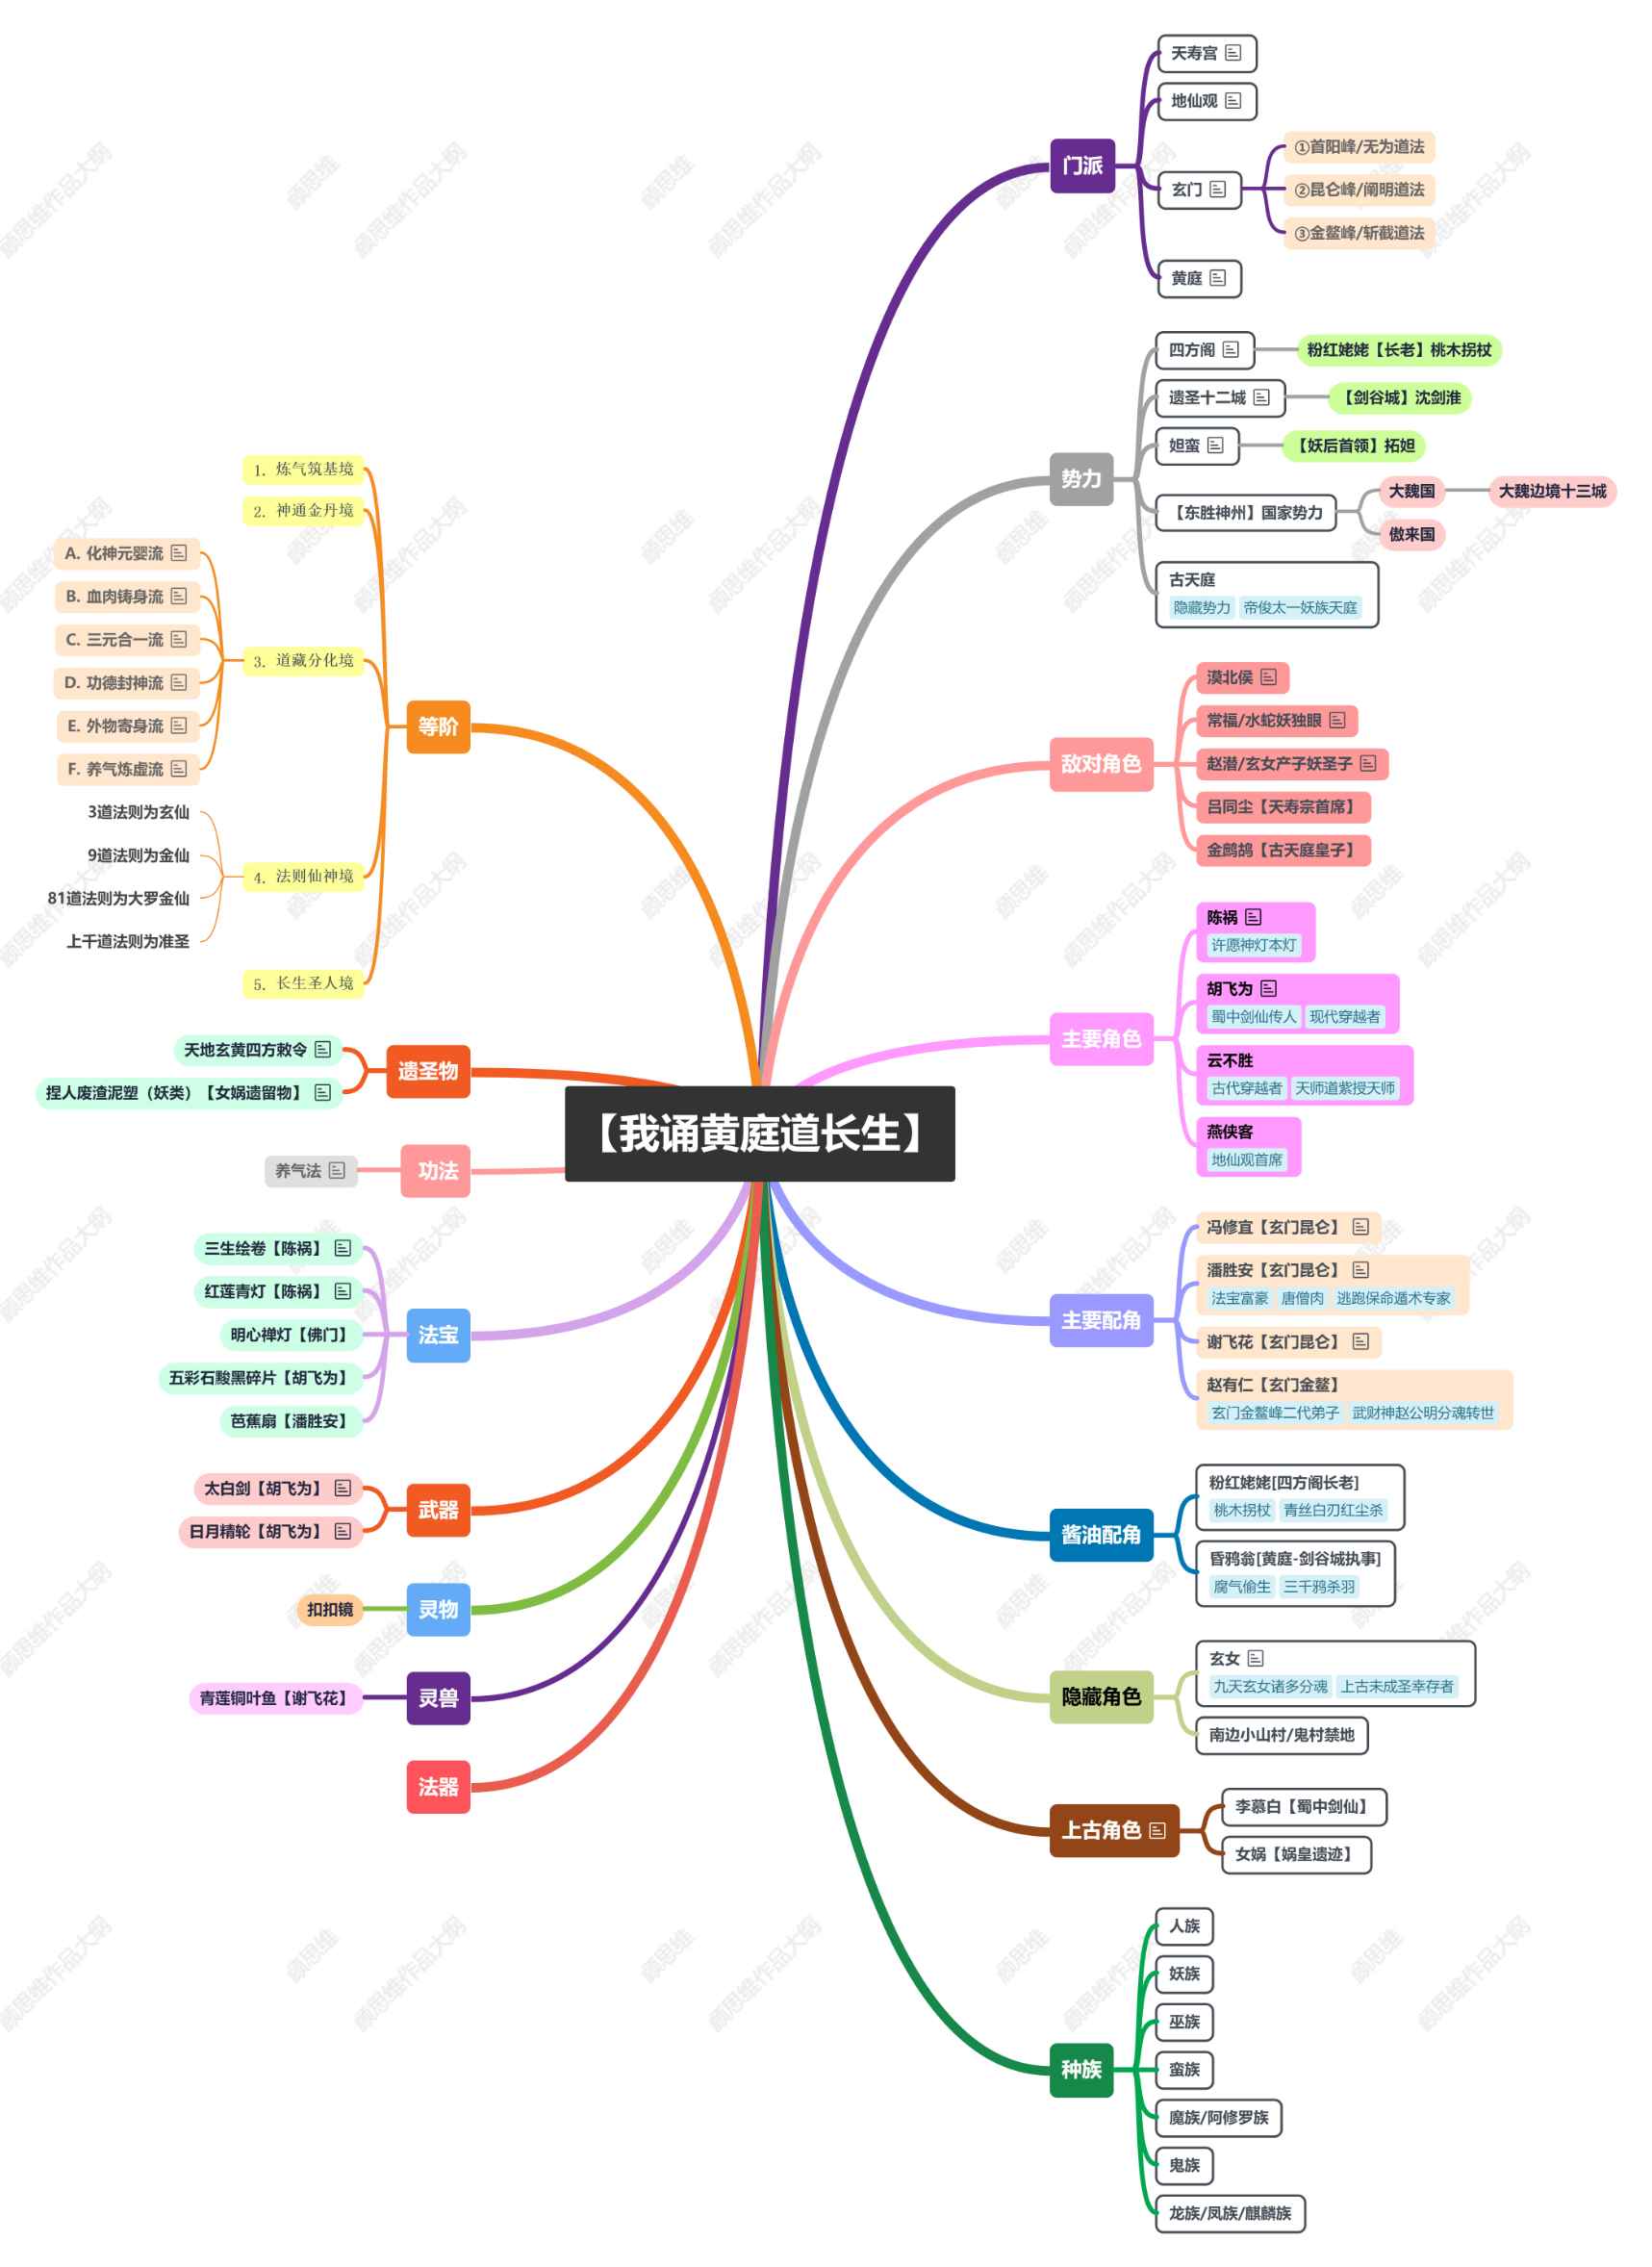 【我诵黄庭道长生】
门派
天寿宫
地仙观
玄门
①首阳峰/无为道法
②昆仑峰/阐明道法
③金鳌峰/斩截道法
黄庭
势力
四方阁
粉红姥姥【长老】桃木拐杖
遗圣十二城
【剑谷城】沈剑淮
妲蛮
【妖后首领】拓妲
【东胜神州】国家势力
大魏国
大魏边境十三城
傲来国
古天庭
隐藏势力 帝俊太一妖族天庭
敌对角色
漠北侯
常福/水蛇妖独眼
赵潜/玄女产子妖圣子
吕同尘【天寿宗首席】
金鹧鸪【古天庭皇子】
主要角色
陈祸
许愿神灯本灯
胡飞为
蜀中剑仙传人 现代穿越者
云不胜
古代穿越者 天师道紫授天师
燕侠客
地仙观首席
主要配角
冯修宜【玄门昆仑】
潘胜安【玄门昆仑】
法宝富豪 唐僧肉 逃跑保命遁术专家
谢飞花【玄门昆仑】
赵有仁【玄门金鳌】
玄门金鳌峰二代弟子 武财神赵公明分魂转世
酱油配角
粉红姥姥[四方阁长老]
桃木拐杖 青丝白刃红尘杀
昏鸦翁[黄庭-剑谷城执事]
腐气偷生 三千鸦杀羽
隐藏角色
玄女
九天玄女诸多分魂 上古未成圣幸存者
南边小山村/鬼村禁地
上古角色
李慕白【蜀中剑仙】
女娲【娲皇遗迹】
种族
人族
妖族
巫族
蛮族
魔族/阿修罗族
鬼族
龙族/凤族/麒麟族
等阶
1. 炼气筑基境
2. 神通金丹境
3. 道藏分化境
A. 化神元婴流
B. 血肉铸身流
C. 三元合一流
D. 功德封神流
E. 外物寄身流
F. 养气炼虚流
4. 法则仙神境
3道法则为玄仙
9道法则为金仙
81道法则为大罗金仙
上千道法则为准圣
5. 长生圣人境
遗圣物
天地玄黄四方敕令
捏人废渣泥塑（妖类）【女娲遗留物】
功法
养气法
法宝
三生绘卷【陈祸】
红莲青灯【陈祸】
明心禅灯【佛门】
五彩石黢黑碎片【胡飞为】
芭蕉扇【潘胜安】
武器
太白剑【胡飞为】
日月精轮【胡飞为】
灵物
扣扣镜
灵兽
青莲铜叶鱼【谢飞花】
法器
顾思维作品大纲
顾思维